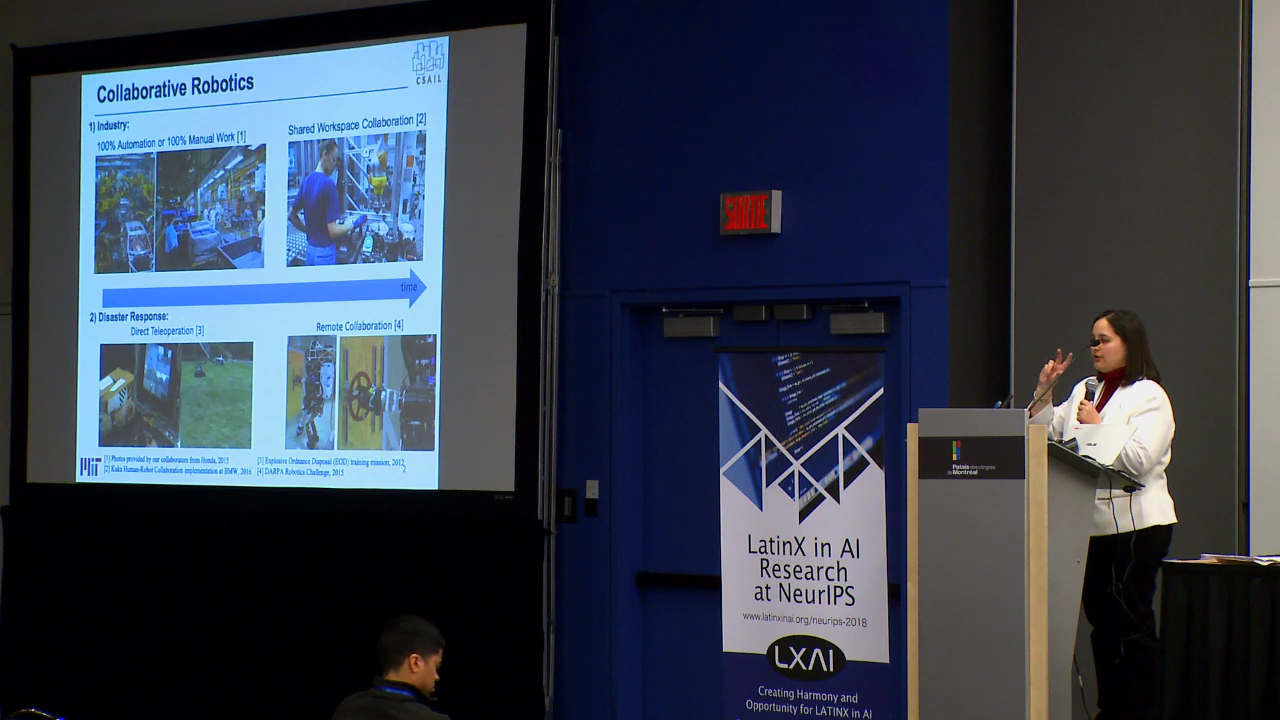 CSAIL
Collaborative Robotics
1) Industry:
100% Automation or 100% Manual Work [1]
Shared Workspace Collaboration [2]
time
2) Disaster Response:
Direct Teleoperation [3]
Remote Collaboration [4]
[1] Photos provided by our collaborators from Honda, 2015
[2] Kuka Human-Robot Collaboration implementation at BMW, 2016
[3] Explosive Ordnance Disposal (EOD) training mission, 2012
[4] DARPA Robotics Challenge, 2015
2
MIT
SORTIE
LatinX in AI
Research
at NeurIPS
www.latinxinai.org/neurips-2018
LXAI
Creating Harmony and
Opportunity for LATINX in AI
Palais des congrès
de Montréal